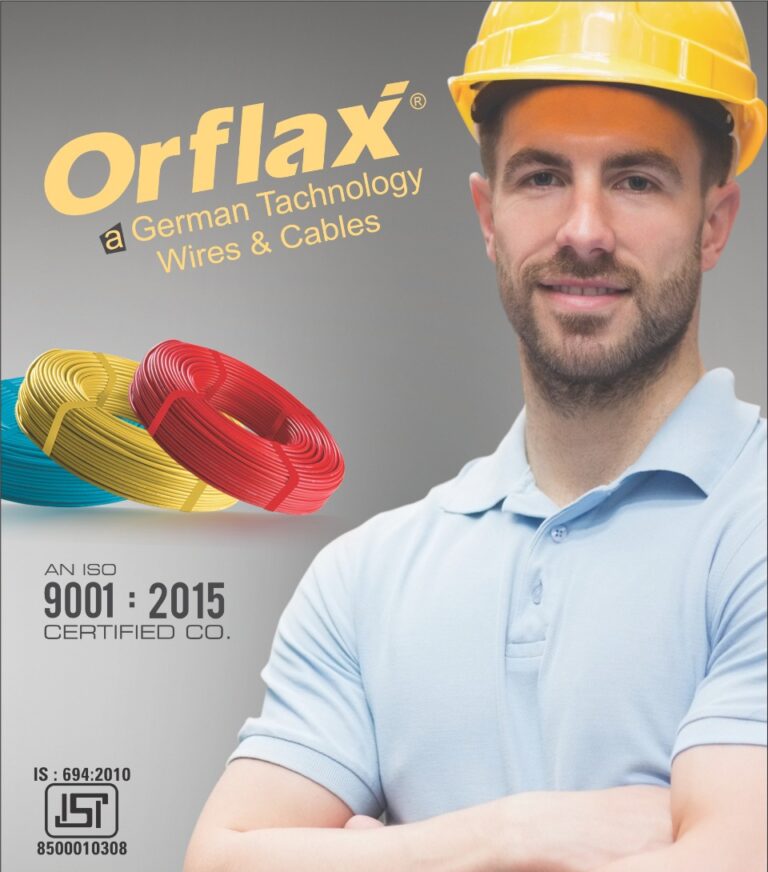 Orflax®
a German Tachnology
Wires & Cables
AN ISO
9001 : 2015
CERTIFIED CO.
IS : 694:2010
ISI
8500010308